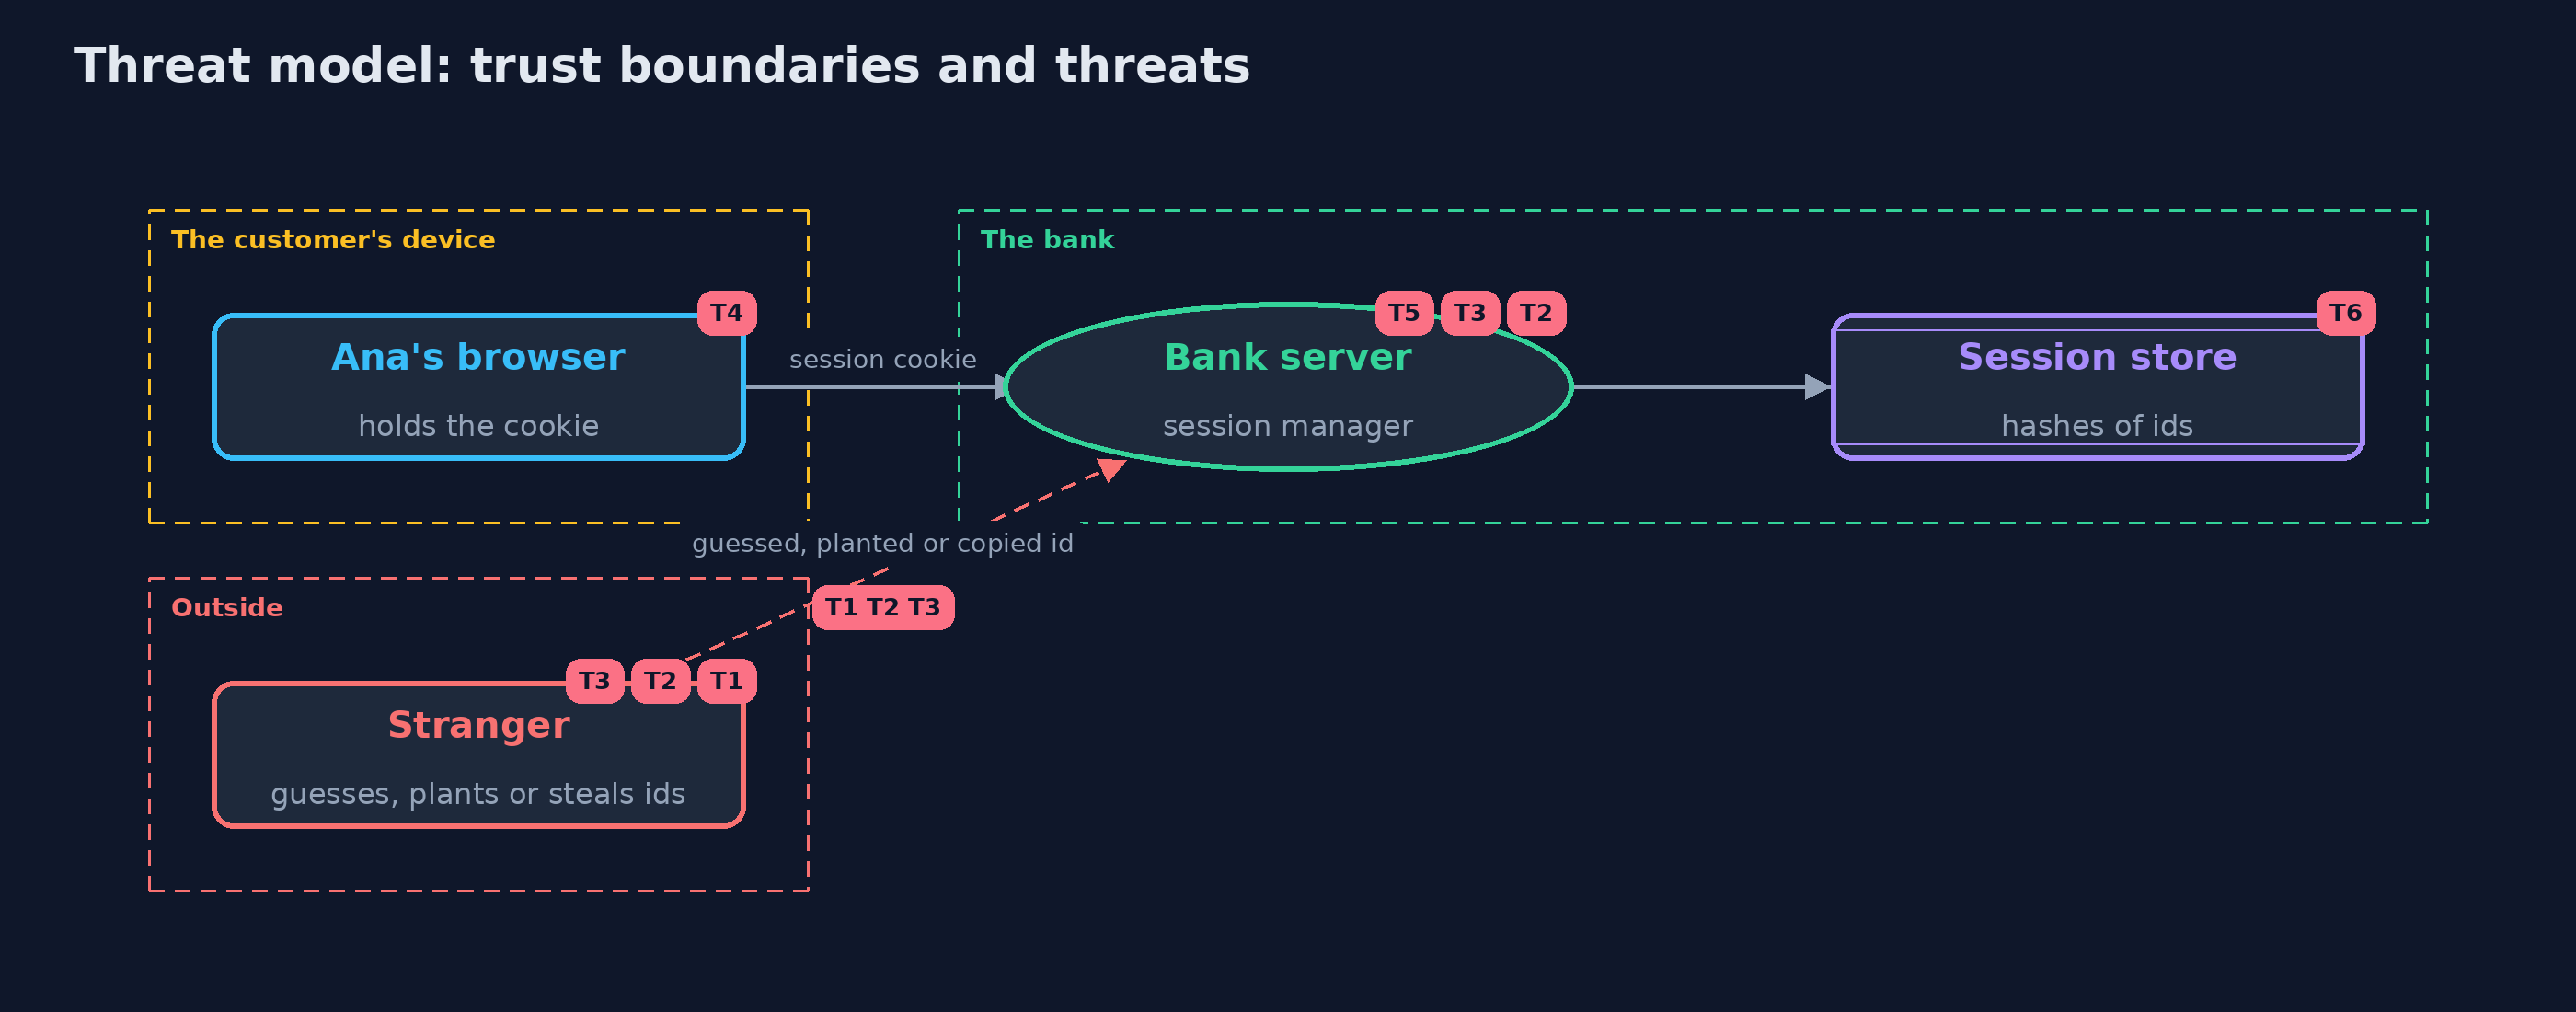 Threat model: trust boundaries and threats
The customer's device
The bank
T4
T5 T3 T2
T6
Ana's browser
holds the cookie
session cookie
Bank server
session manager
Session store
hashes of ids
guessed, planted or copied id
Outside
T1 T2 T3
T3 T2 T1
Stranger
guesses, plants or steals ids